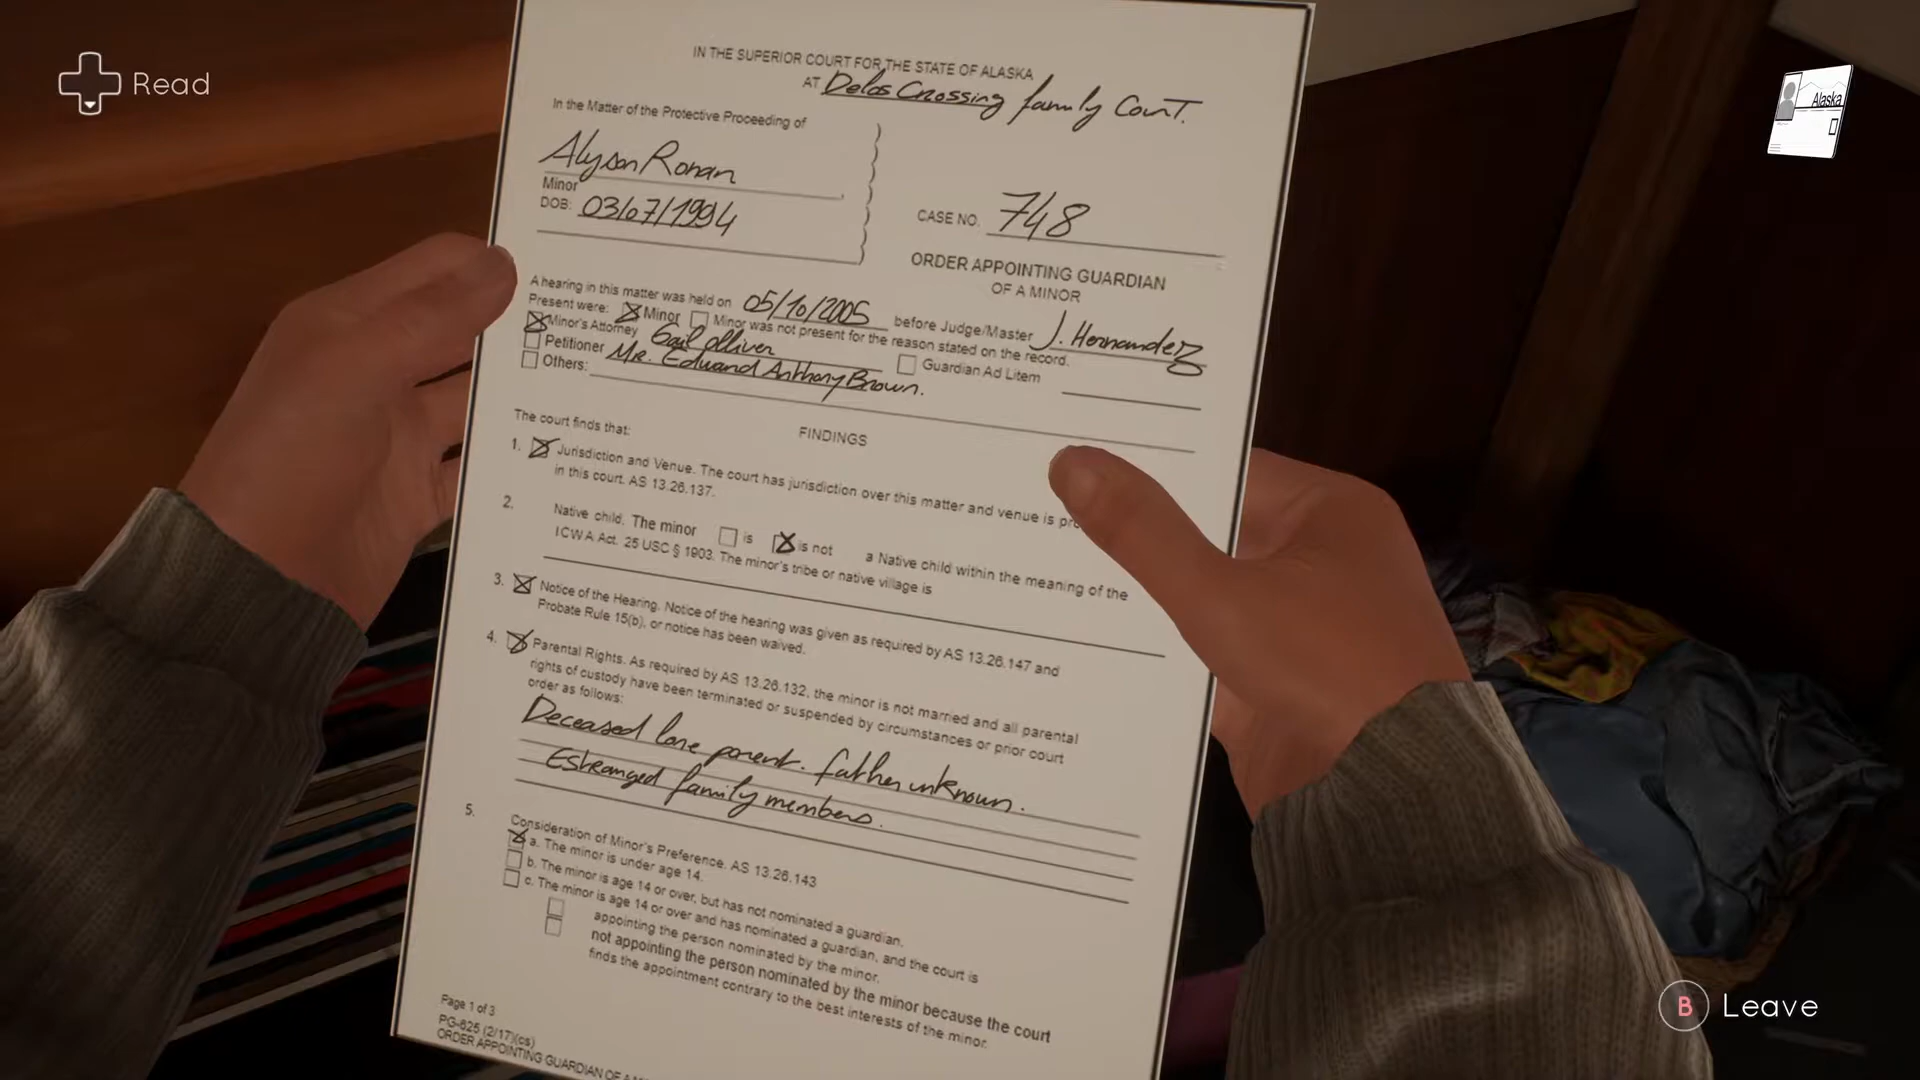 Read
Alaska
IN THE SUPERIOR COURT FOR THE STATE OF ALASKA
AT Delos Crossing family Court.
In the Matter of the Protective Proceeding of
Alyson Ronan
Minor
DOB: 03/07/1994
CASE NO. 748
ORDER APPOINTING GUARDIAN
OF A MINOR
A hearing in this matter was held on 05/10/2005 before Judge/Master J. Hernandez
Present were: Minor Minor was not present for the reason stated on the record.
Minor's Attorney Gail Olliver Guardian Ad Litem
Petitioner Mr. Edward Anthony Brown.
Others:
FINDINGS
The court finds that:
1. Jurisdiction and Venue. The court has jurisdiction over this matter and venue is
in this court. AS 13.26.137.
2. Native child. The minor is is not a Native child within the meaning of the
ICWA Act. 25 USC § 1903. The minor's tribe or native village is
3. Notice of the Hearing. Notice of the hearing was given as required by AS 13.26.147 and
Probate Rule 15(b), or notice has been waived.
4. Parental Rights. As required by AS 13.26.132, the minor is not married and all parental
rights of custody have been terminated or suspended by circumstances or prior court
order as follows:
Deceased lone parent. father unknown.
Estranged family members.
5. Consideration of Minor's Preference. AS 13.26.143
a. The minor is under age 14.
b. The minor is age 14 or over, but has not nominated a guardian.
c. The minor is age 14 or over and has nominated a guardian, and the court is
appointing the person nominated by the minor.
not appointing the person nominated by the minor because the court
finds the appointment contrary to the best interests of the minor.
Page 1 of 3
PG-625 (2/17)(cs)
ORDER APPOINTING GUARDIAN OF A
B Leave